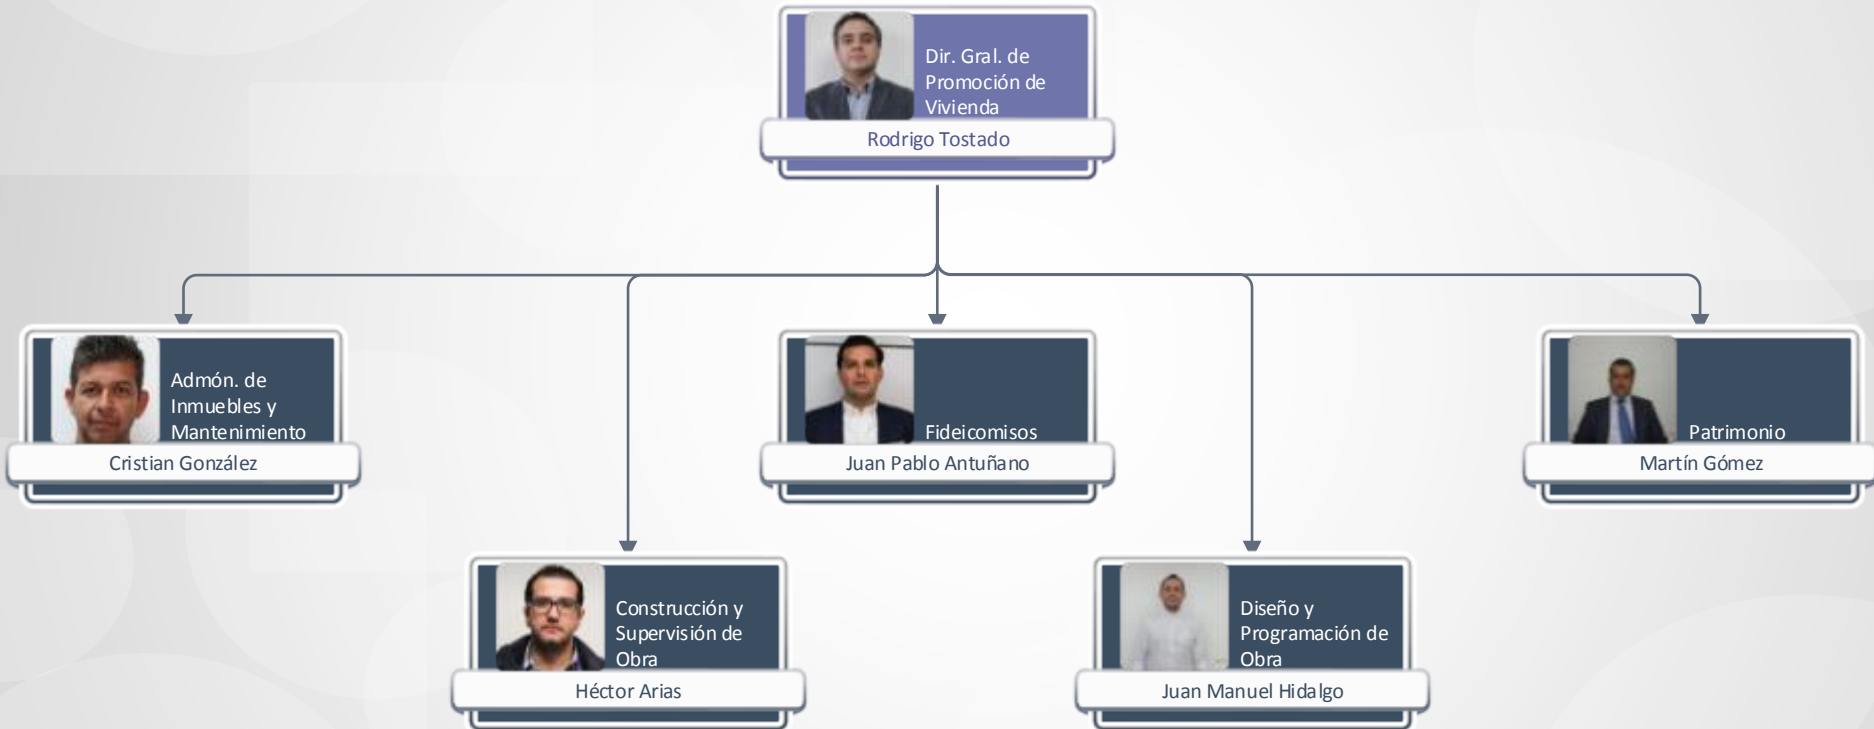 Dir. Gral. de
Promoción de
Vivienda
Rodrigo Tostado
Admón. de
Inmuebles y
Mantenimiento
Cristian González
Fideicomisos
Juan Pablo Antuñano
Patrimonio
Martín Gómez
Construcción y
Supervisión de
Obra
Héctor Arias
Diseño y
Programación de
Obra
Juan Manuel Hidalgo